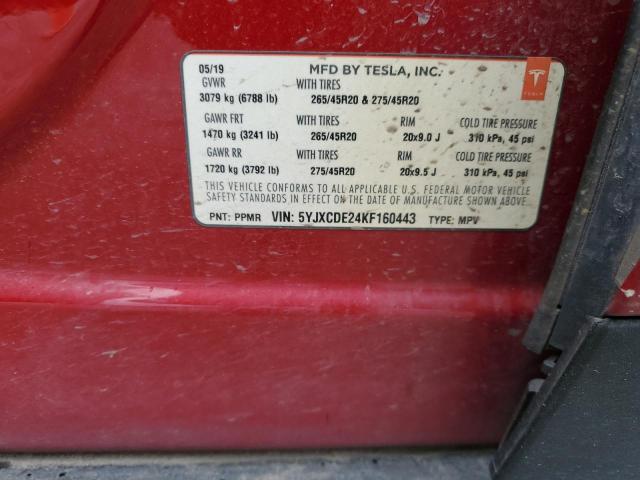 05/19 MFD BY TESLA, INC.
TESLA
GVWR WITH TIRES
3079 kg (6788 lb) 265/45R20 & 275/45R20
GAWR FRT WITH TIRES RIM COLD TIRE PRESSURE
1470 kg (3241 lb) 265/45R20 20x9.0 J 310 kPa, 45 psi
GAWR RR WITH TIRES RIM COLD TIRE PRESSURE
1720 kg (3792 lb) 275/45R20 20x9.5 J 310 kPa, 45 psi
THIS VEHICLE CONFORMS TO ALL APPLICABLE U.S. FEDERAL MOTOR VEHICLE
SAFETY STANDARDS IN EFFECT ON THE DATE OF MANUFACTURE SHOWN ABOVE.
PNT: PPMR VIN: 5YJXCDE24KF160443 TYPE: MPV